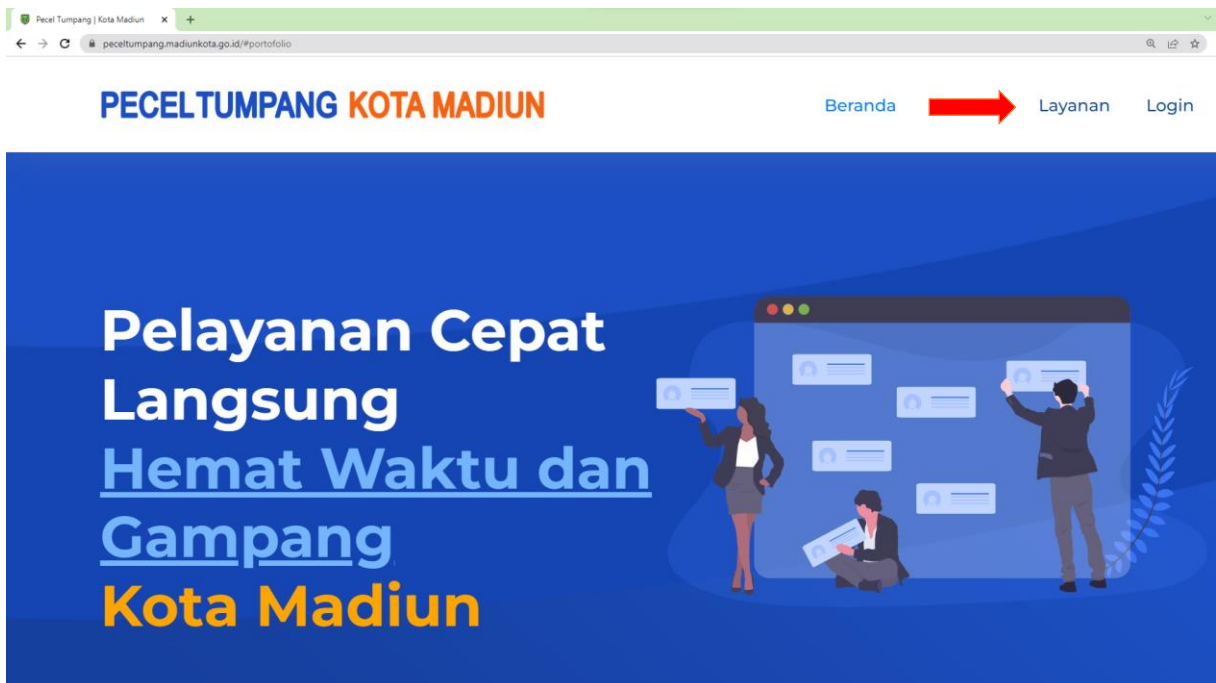 Pecel Tumpang | Kota Madiun
peceltumpang.madiunkota.go.id/#portofolio
PECELTUMPANG KOTA MADIUN
Beranda Layanan Login
Pelayanan Cepat
Langsung
Hemat Waktu dan
Gampang
Kota Madiun